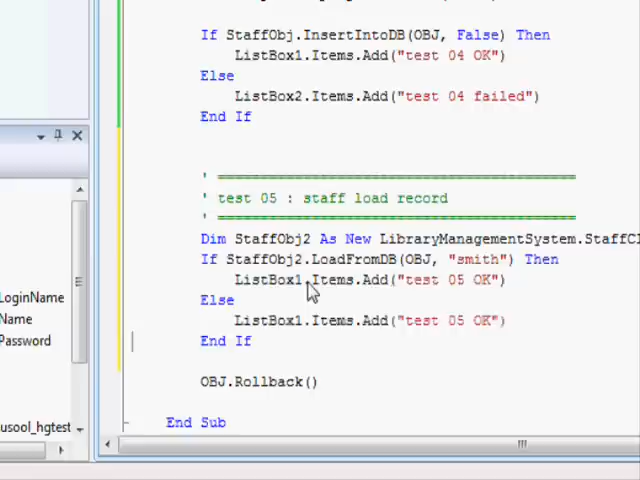 If StaffObj.InsertIntoDB(OBJ, False) Then
ListBox1.Items.Add("test 04 OK")
Else
ListBox2.Items.Add("test 04 failed")
End If
' ==========================================
' test 05 : staff load record
' ==========================================
Dim StaffObj2 As New LibraryManagementSystem.StaffCl
If StaffObj2.LoadFromDB(OBJ, "smith") Then
ListBox1.Items.Add("test 05 OK")
Else
ListBox1.Items.Add("test 05 OK")
End If
OBJ.Rollback()
End Sub
LoginName
Name
Password
usool_hgtest